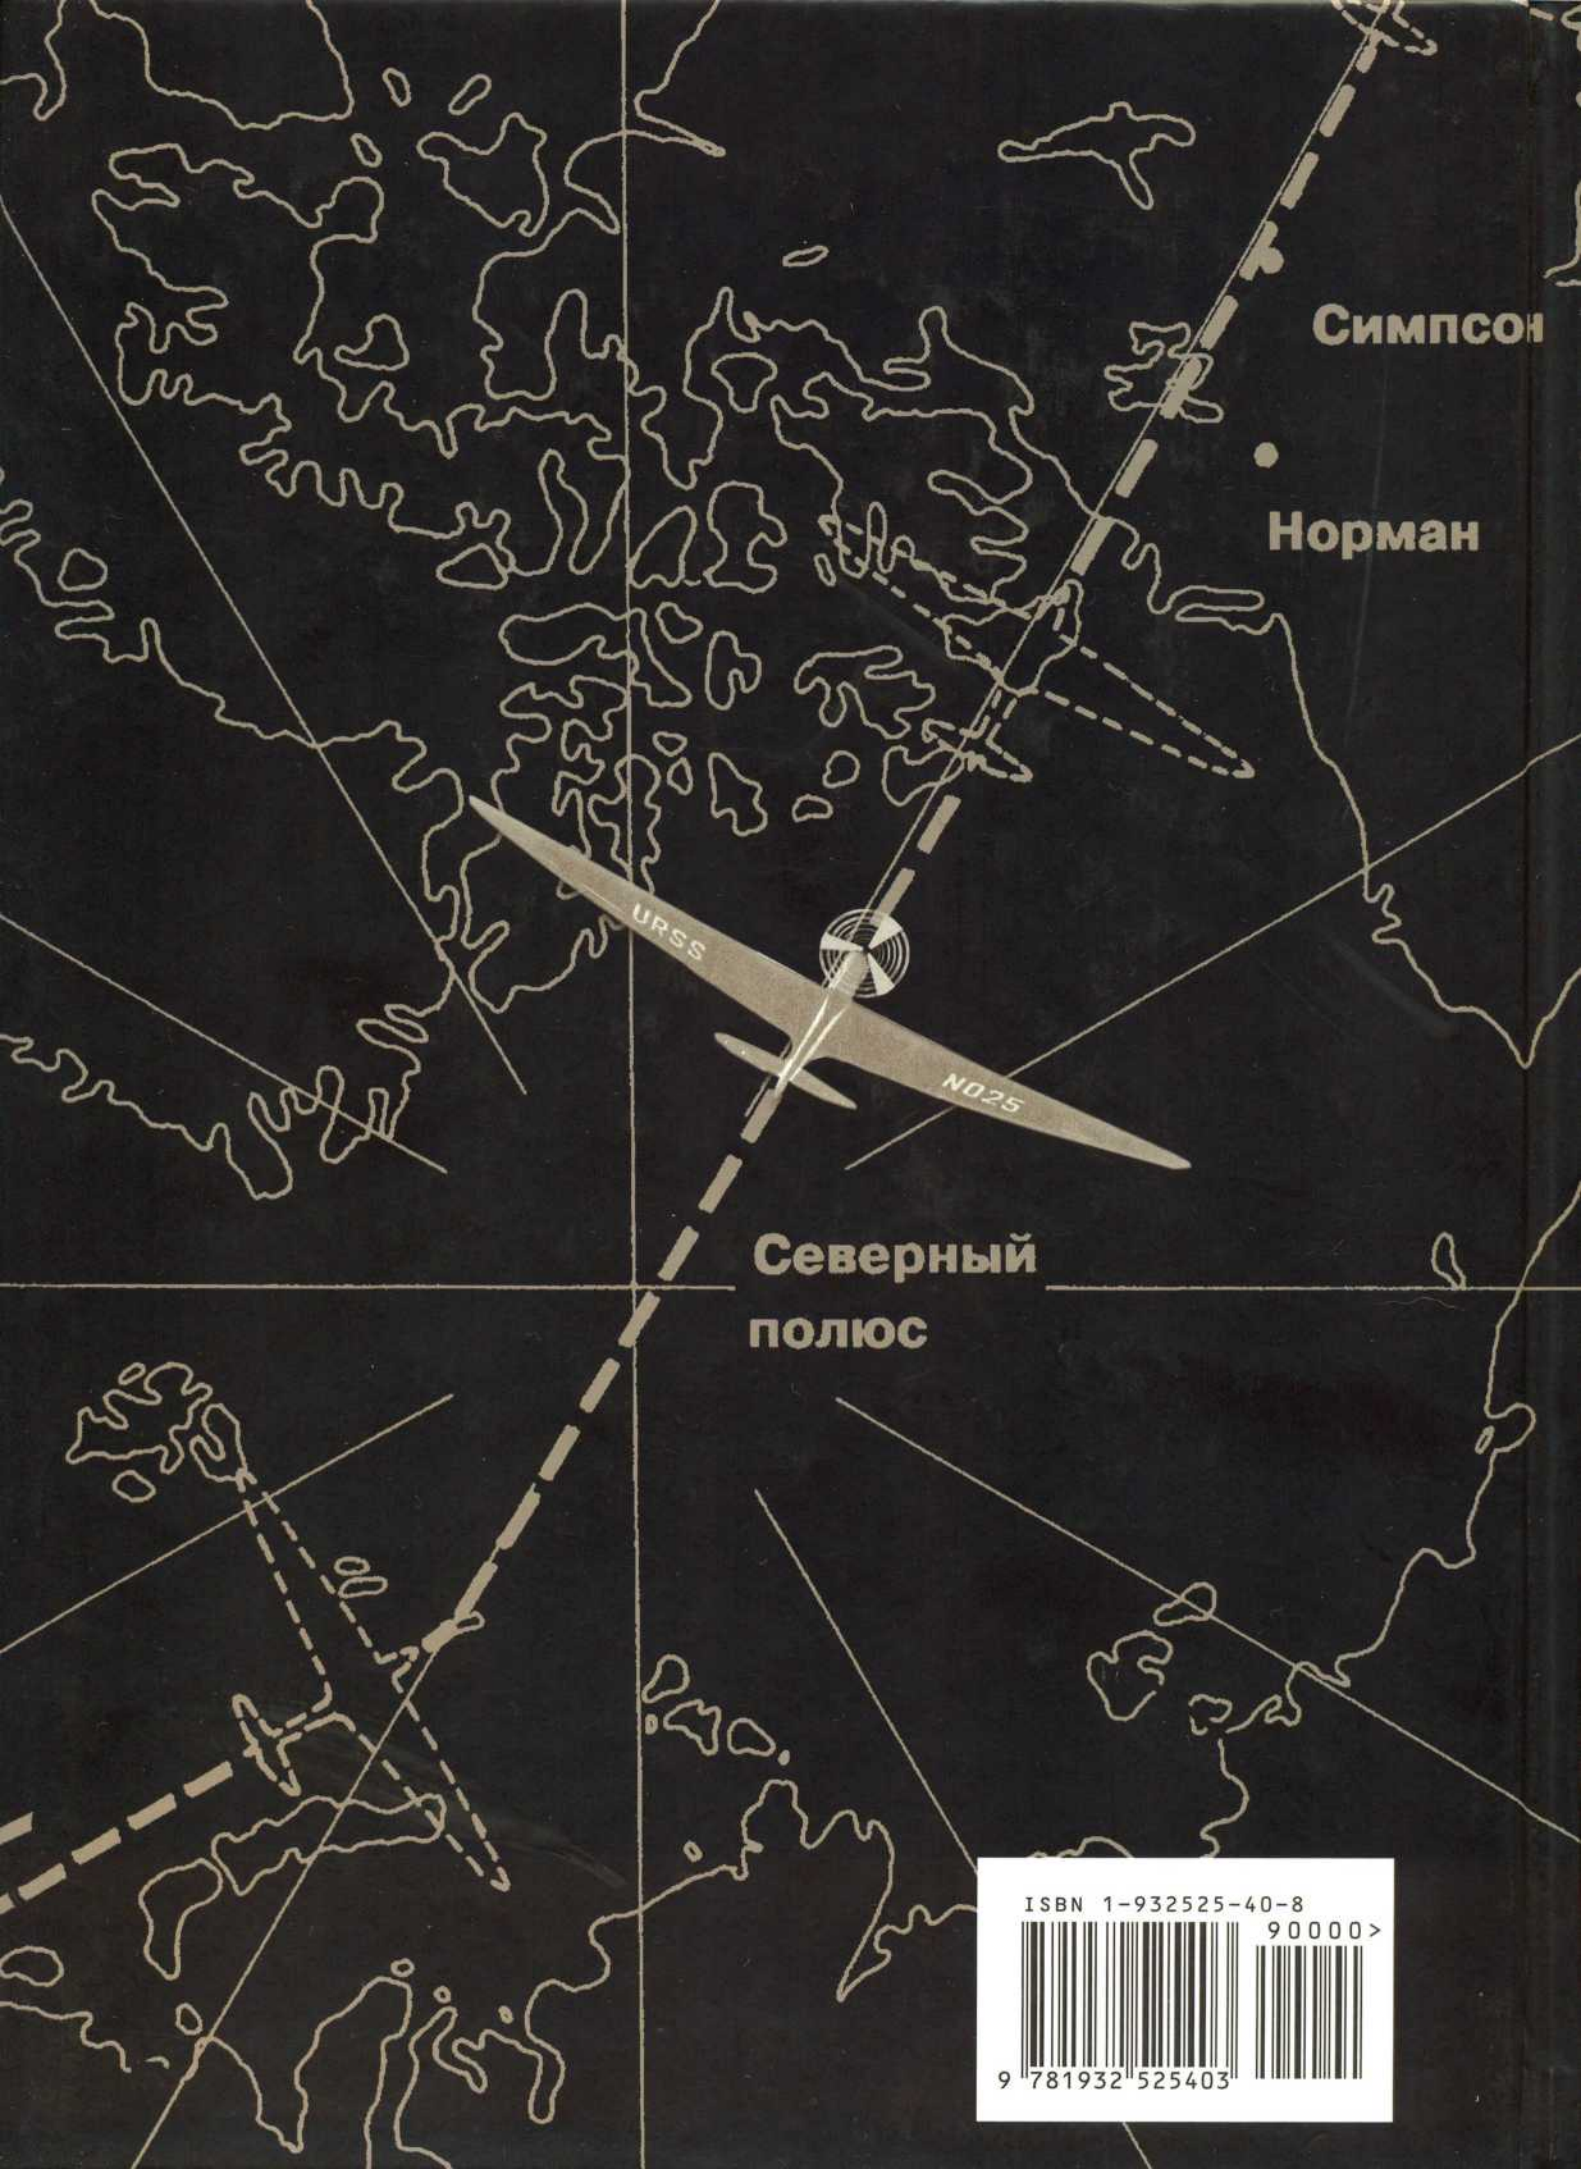 Симпсон
Норман
URSS
NO25
Северный
полюс
ISBN 1-932525-40-8
90000>
9 781932 525403